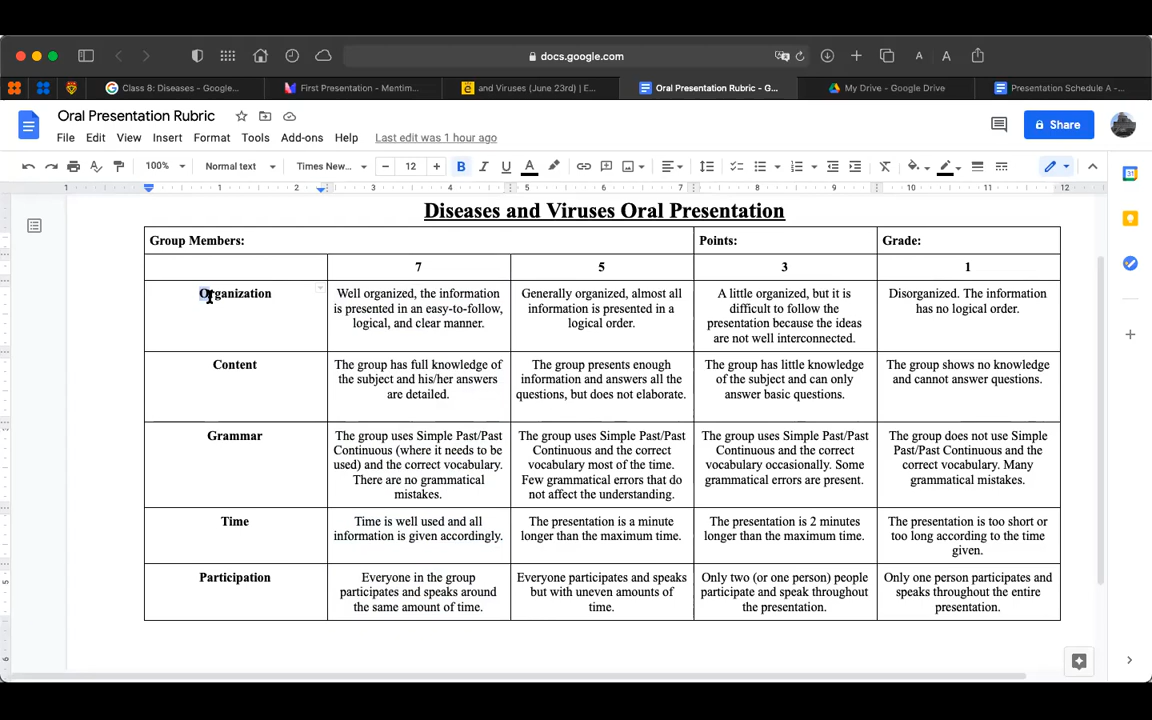 docs.google.com
Class 8: Diseases - Google...
First Presentation - Mentim...
and Viruses (June 23rd) | E...
Oral Presentation Rubric - G...
My Drive - Google Drive
Presentation Schedule A -...
Oral Presentation Rubric
File Edit View Insert Format Tools Add-ons Help Last edit was 1 hour ago
Share
100% Normal text Times New... 12 B I U A
1 1 2 3 4 5 6 7 8 9 10 11 12
Diseases and Viruses Oral Presentation
Group Members: Points: Grade:
7 5 3 1
Organization
Well organized, the information
is presented in an easy-to-follow,
logical, and clear manner.
Generally organized, almost all
information is presented in a
logical order.
A little organized, but it is
difficult to follow the
presentation because the ideas
are not well interconnected.
Disorganized. The information
has no logical order.
Content
The group has full knowledge of
the subject and his/her answers
are detailed.
The group presents enough
information and answers all the
questions, but does not elaborate.
The group has little knowledge
of the subject and can only
answer basic questions.
The group shows no knowledge
and cannot answer questions.
Grammar
The group uses Simple Past/Past
Continuous (where it needs to be
used) and the correct vocabulary.
There are no grammatical
mistakes.
The group uses Simple Past/Past
Continuous and the correct
vocabulary most of the time.
Few grammatical errors that do
not affect the understanding.
The group uses Simple Past/Past
Continuous and the correct
vocabulary occasionally. Some
grammatical errors are present.
The group does not use Simple
Past/Past Continuous and the
correct vocabulary. Many
grammatical mistakes.
Time
Time is well used and all
information is given accordingly.
The presentation is a minute
longer than the maximum time.
The presentation is 2 minutes
longer than the maximum time.
The presentation is too short or
too long according to the time
given.
Participation
Everyone in the group
participates and speaks around
the same amount of time.
Everyone participates and speaks
but with uneven amounts of
time.
Only two (or one person) people
participate and speak throughout
the presentation.
Only one person participates and
speaks throughout the entire
presentation.